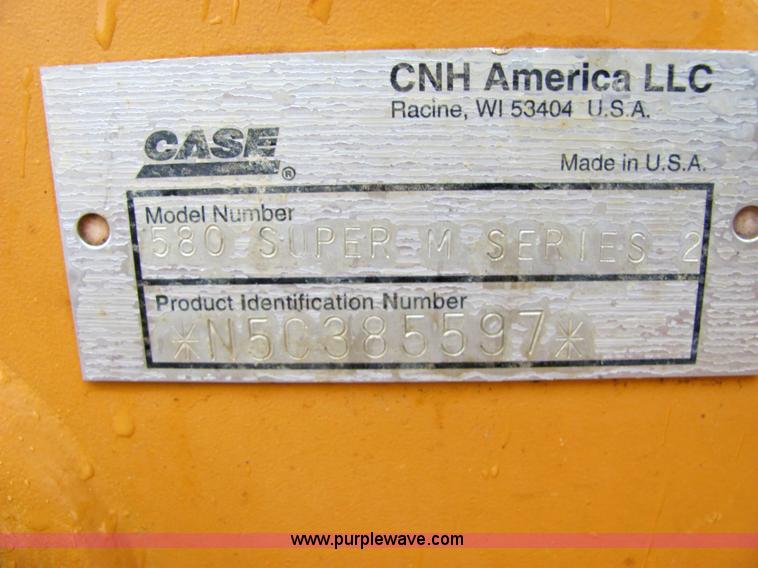 CNH America LLC
Racine, WI 53404 U.S.A.
CASE ®
Made in U.S.A.
Model Number
580 SUPER M SERIES 2
Product Identification Number
*N5C385597*
www.purplewave.com